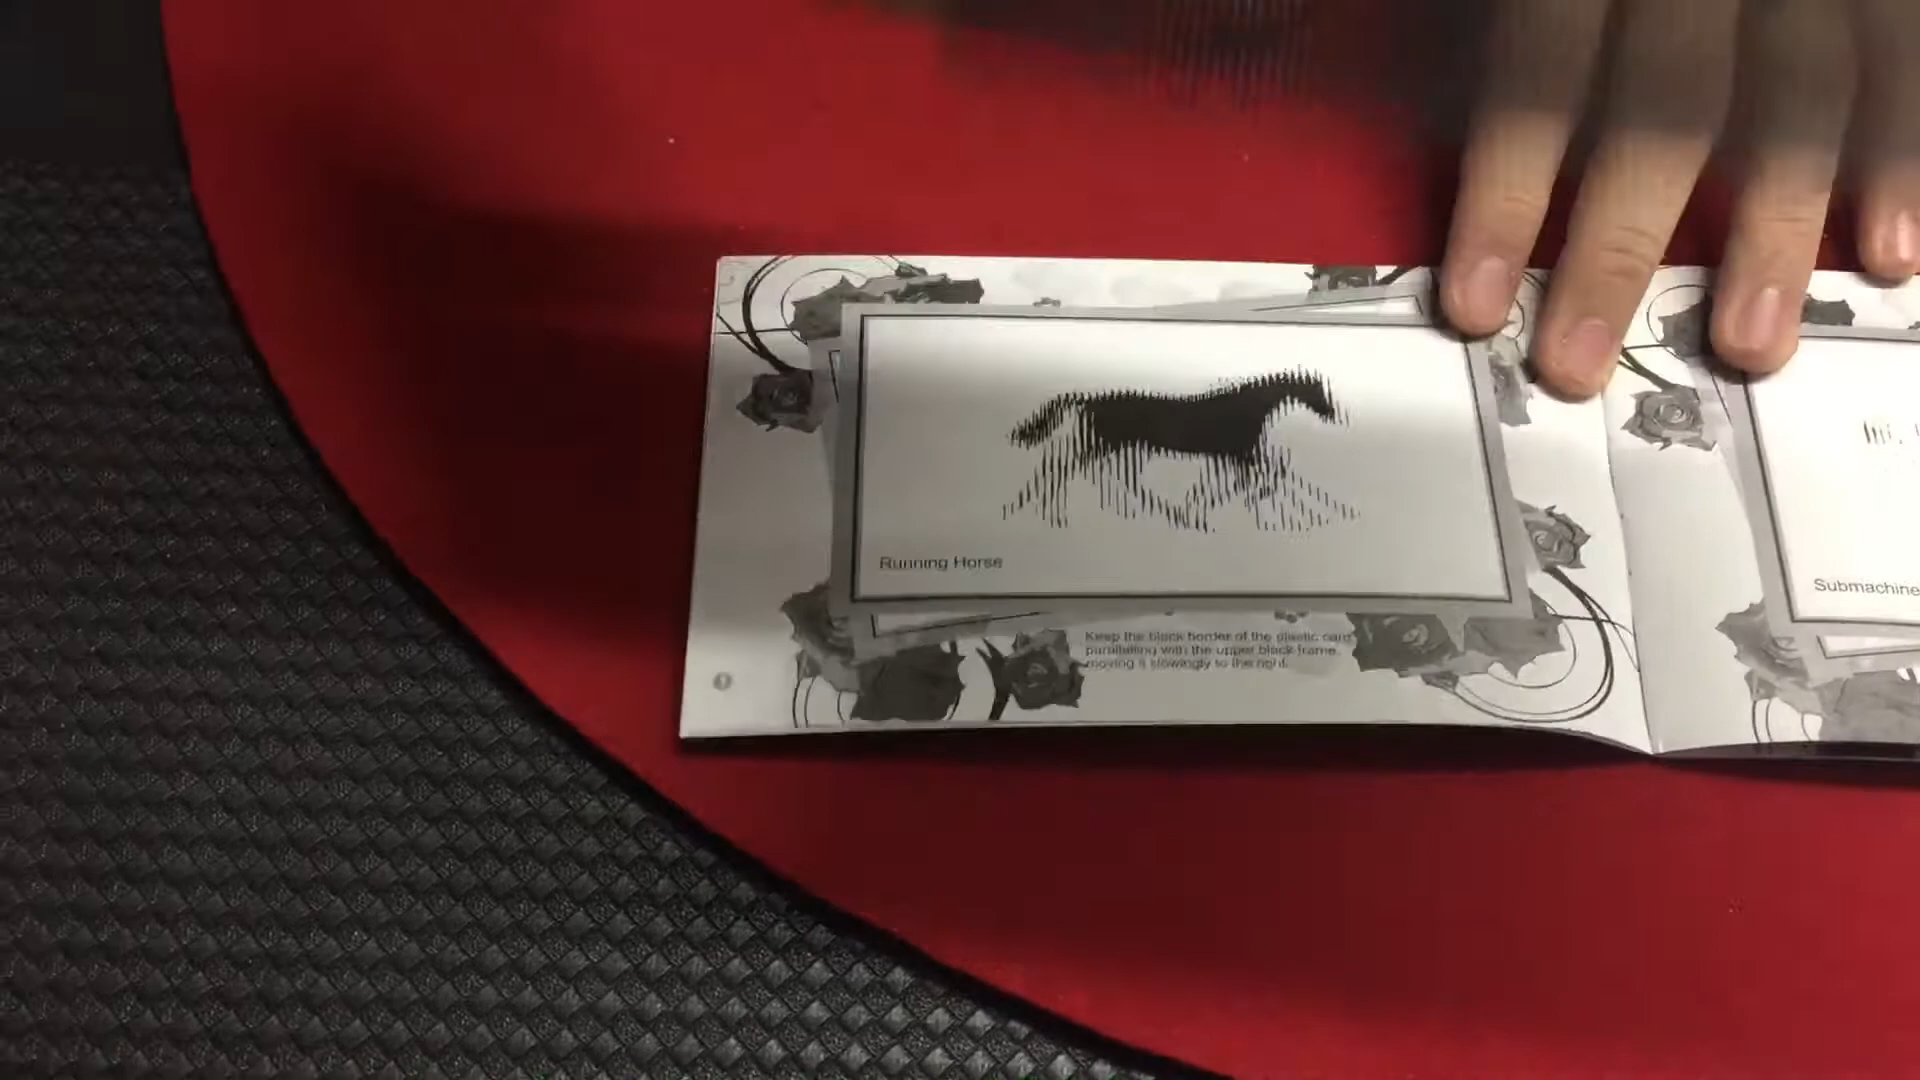 Running Horse
Submachine
Keep the black border of the plastic card
paralleling with the upper black frame,
moving it slowingly to the right.